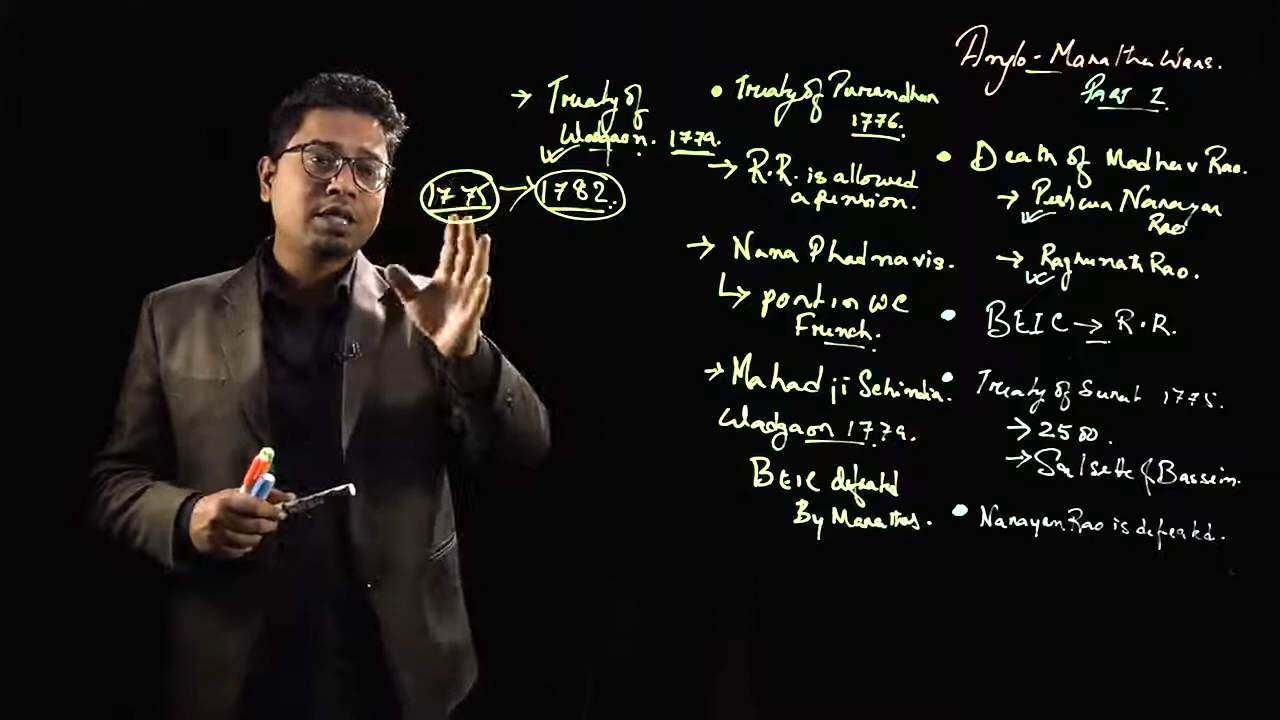 Anglo-Maratha Wars.
Part 1
• Death of Madhav Rao.
→ Peshwa Narayan
Rao
→ Raghunath Rao.
• BEIC → R.R.
• Treaty of Surat 1775.
→ 2500.
→ Salsette & Bassein.
• Narayan Rao is defeated.
• Treaty of Purandhar
1776.
→ R.R. is allowed
a pension.
→ Nana Phadnavis.
↳ port in WC
French.
→ Mahadji Schindia.
Wadgaon 1779.
BEIC defeated
By Marathas.
→ Treaty of
Wadgaon. 1779.
1775 → 1782.